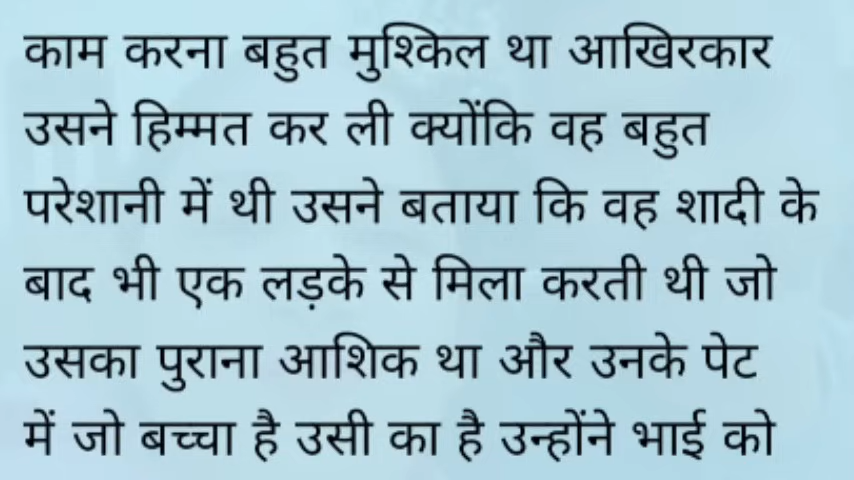 काम करना बहुत मुश्किल था आखिरकार
उसने हिम्मत कर ली क्योंकि वह बहुत
परेशानी में थी उसने बताया कि वह शादी के
बाद भी एक लड़के से मिला करती थी जो
उसका पुराना आशिक था और उनके पेट
में जो बच्चा है उसी का है उन्होंने भाई को